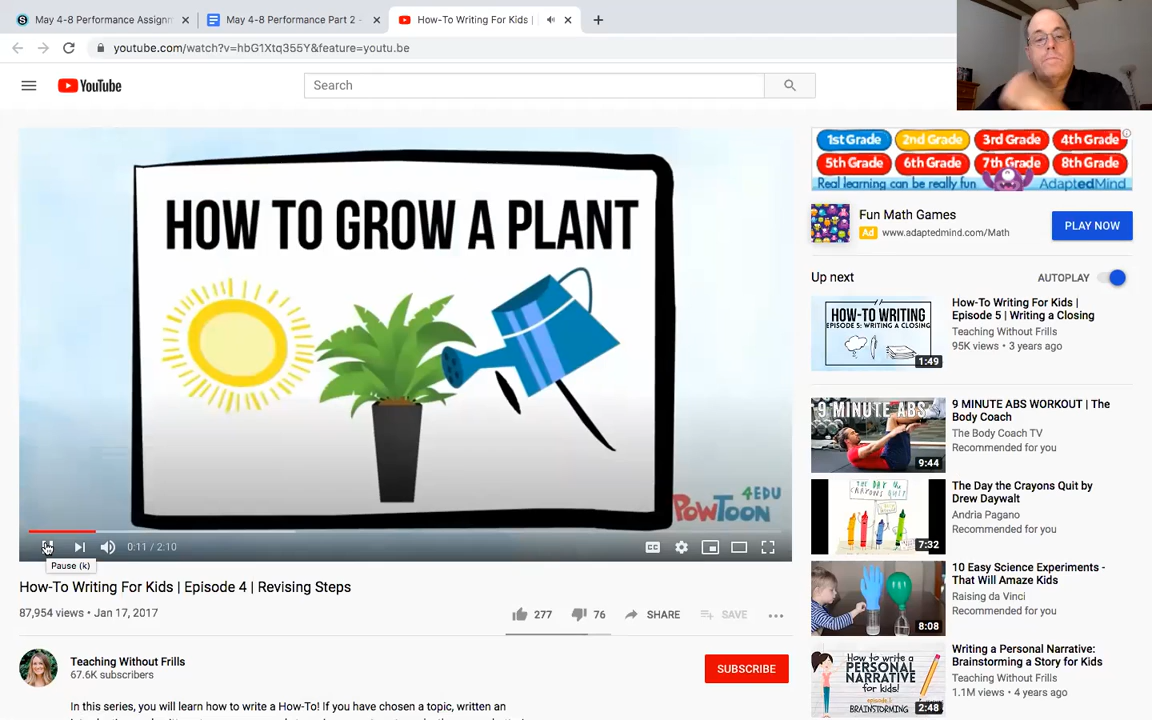 May 4-8 Performance Assignm
May 4-8 Performance Part 2 -
How-To Writing For Kids |
youtube.com/watch?v=hbG1Xtq355Y&feature=youtu.be
YouTube
Search
HOW TO GROW A PLANT
4EDU
POWTOON
0:11 / 2:10
CC
Pause (k)
How-To Writing For Kids | Episode 4 | Revising Steps
87,954 views • Jan 17, 2017
277
76
SHARE
SAVE
Teaching Without Frills
67.6K subscribers
SUBSCRIBE
In this series, you will learn how to write a How-To! If you have chosen a topic, written an
1st Grade 2nd Grade 3rd Grade 4th Grade
5th Grade 6th Grade 7th Grade 8th Grade
Real learning can be really fun AdaptedMind
Fun Math Games
Ad www.adaptedmind.com/Math
PLAY NOW
Up next
AUTOPLAY
HOW-TO WRITING
EPISODE 5: WRITING A CLOSING
1:49
How-To Writing For Kids |
Episode 5 | Writing a Closing
Teaching Without Frills
95K views • 3 years ago
9 MINUTE ABS
9:44
9 MINUTE ABS WORKOUT | The
Body Coach
The Body Coach TV
Recommended for you
THE DAY THE
CRAYONS QUIT
7:32
The Day the Crayons Quit by
Drew Daywalt
Andria Pagano
Recommended for you
8:08
10 Easy Science Experiments -
That Will Amaze Kids
Raising da Vinci
Recommended for you
How to write a
PERSONAL
NARRATIVE
for kids!
BRAINSTORMING
2:48
Writing a Personal Narrative:
Brainstorming a Story for Kids
Teaching Without Frills
1.1M views • 4 years ago